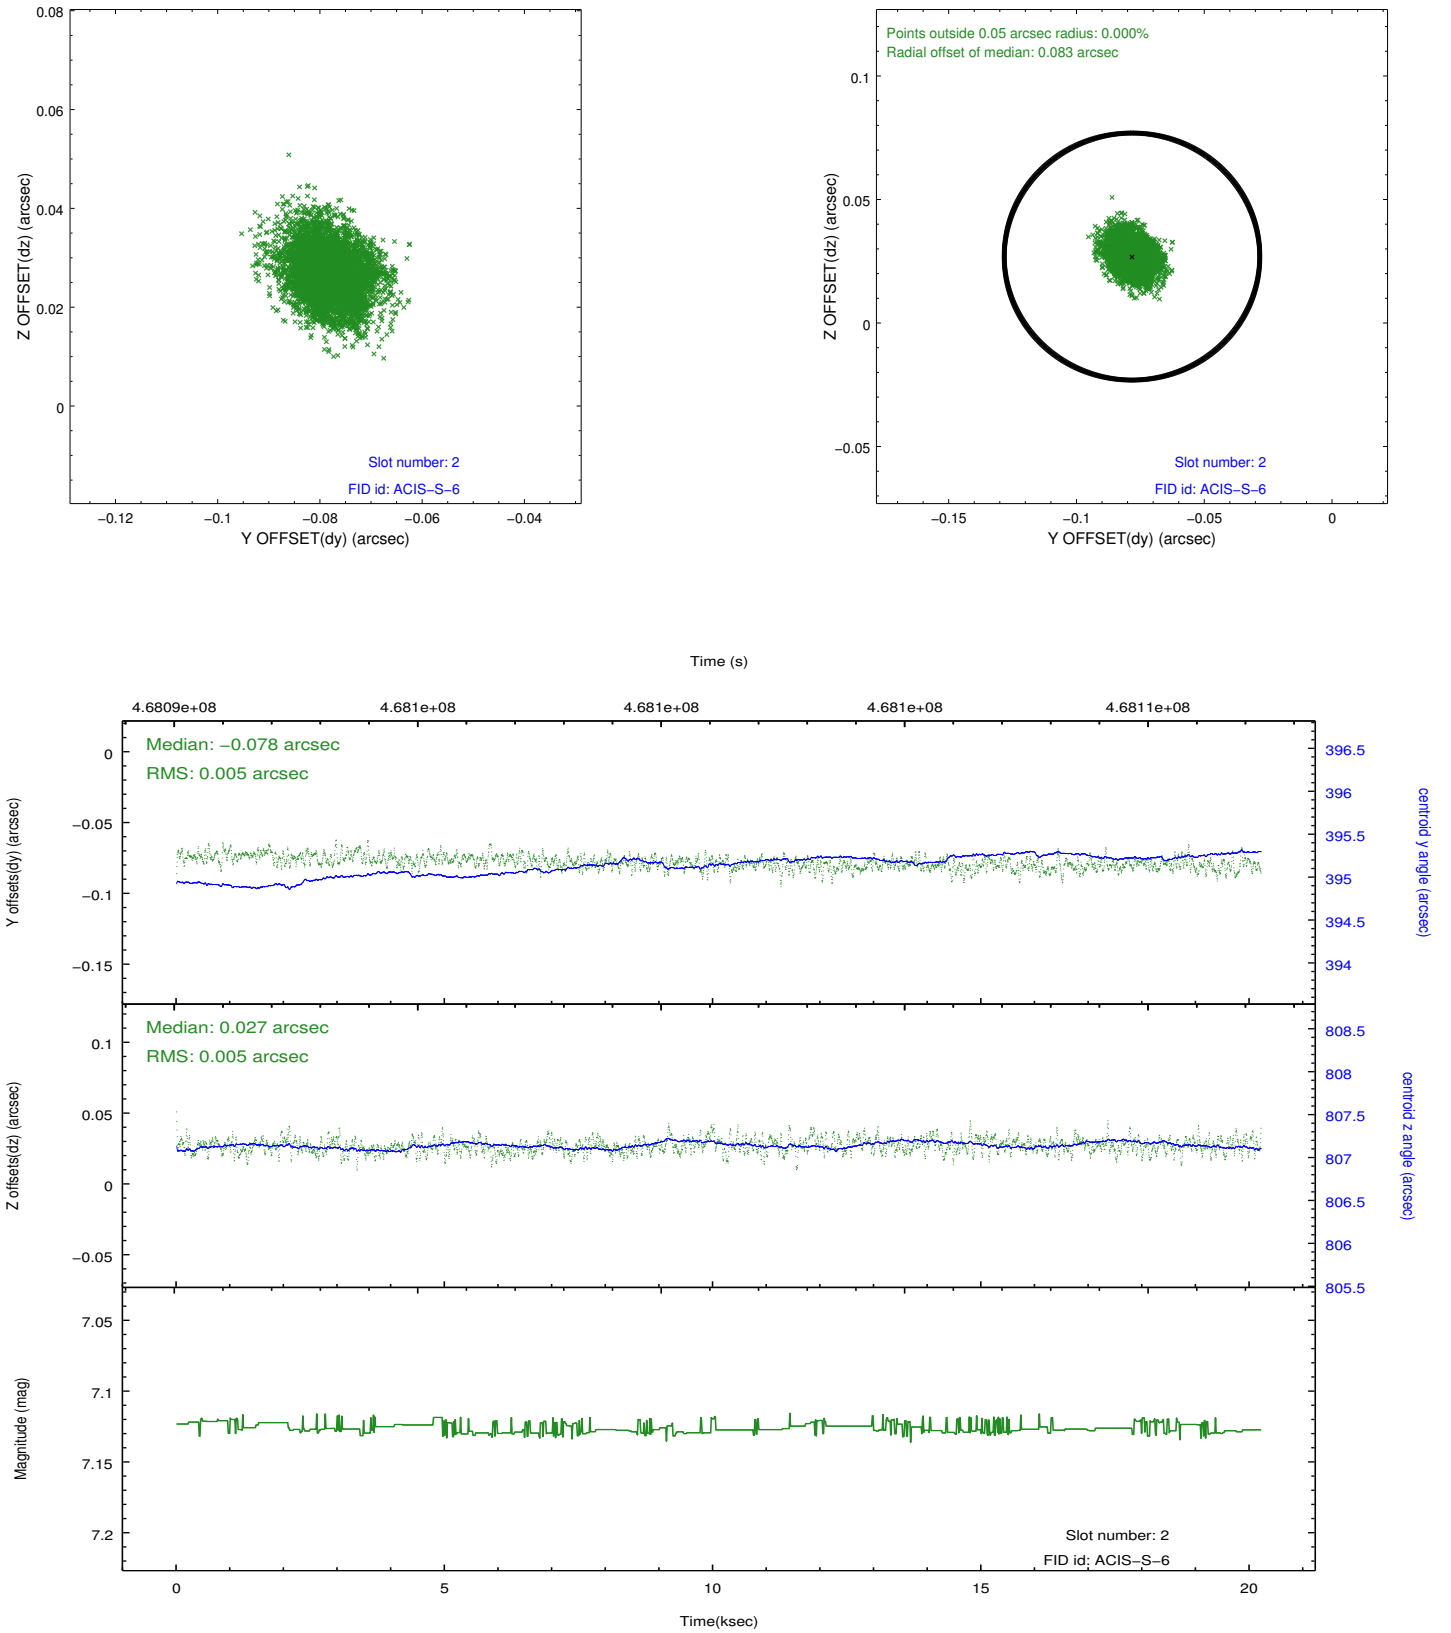 0.08
0.06
0.04
0.02
0
Z OFFSET(dz) (arcsec)
Slot number: 2
FID id: ACIS−S−6
−0.12 −0.1 −0.08 −0.06 −0.04
Y OFFSET(dy) (arcsec)
Points outside 0.05 arcsec radius: 0.000%
Radial offset of median: 0.083 arcsec
0.1
0.05
0
−0.05
Z OFFSET(dz) (arcsec)
Slot number: 2
FID id: ACIS−S−6
−0.15 −0.1 −0.05 0
Y OFFSET(dy) (arcsec)
Time (s)
4.6809e+08 4.681e+08 4.681e+08 4.681e+08 4.6811e+08
Median: −0.078 arcsec
RMS: 0.005 arcsec
0
−0.05
−0.1
−0.15
Y offsets(dy) (arcsec)
396.5
396
395.5
395
394.5
394
centroid y angle (arcsec)
Median: 0.027 arcsec
RMS: 0.005 arcsec
0.1
0.05
0
−0.05
Z offsets(dz) (arcsec)
808.5
808
807.5
807
806.5
806
805.5
centroid z angle (arcsec)
7.05
7.1
7.15
7.2
Magnitude (mag)
Slot number: 2
FID id: ACIS−S−6
0 5 10 15 20
Time(ksec)